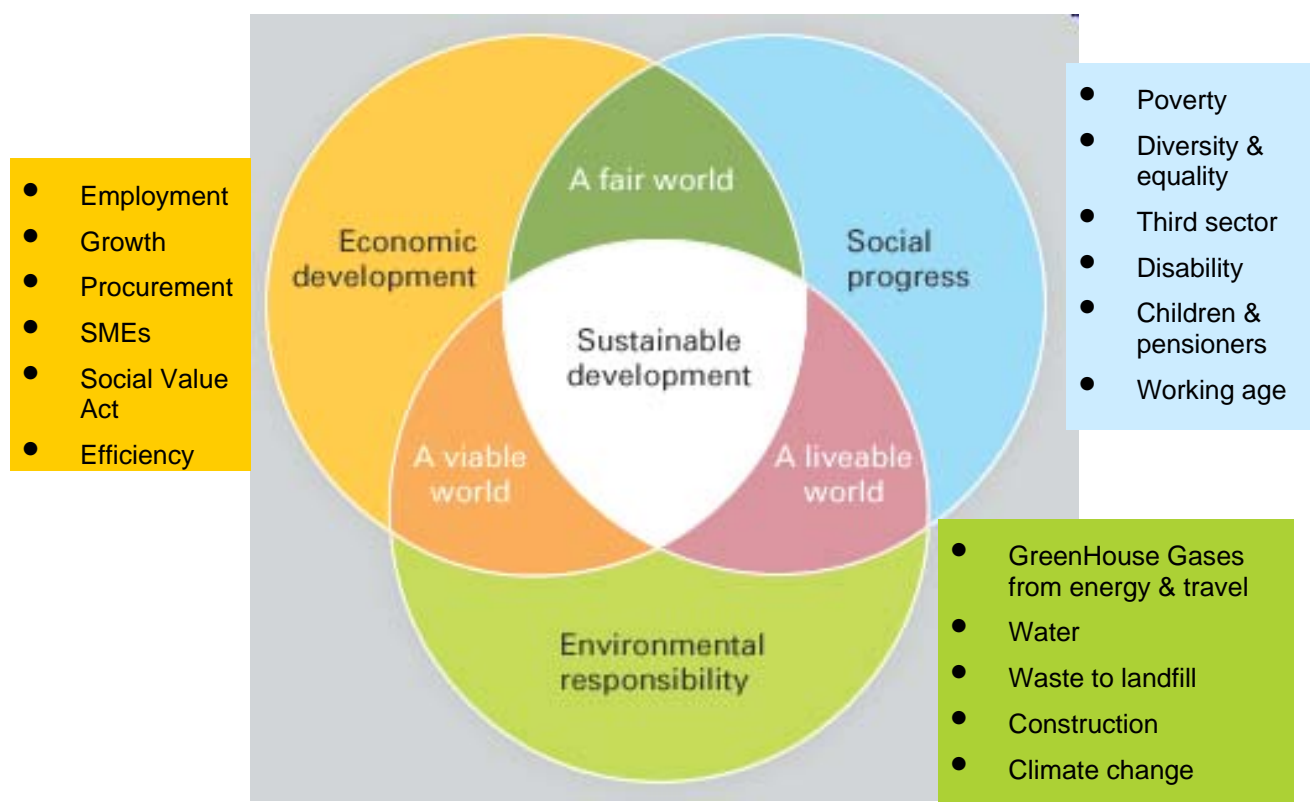 • Employment
• Growth
• Procurement
• SMEs
• Social Value
Act
• Efficiency
A fair world
Economic
development
Social
progress
Sustainable
development
A viable
world
A liveable
world
Environmental
responsibility
• Poverty
• Diversity &
equality
• Third sector
• Disability
• Children &
pensioners
• Working age
• GreenHouse Gases
from energy & travel
• Water
• Waste to landfill
• Construction
• Climate change